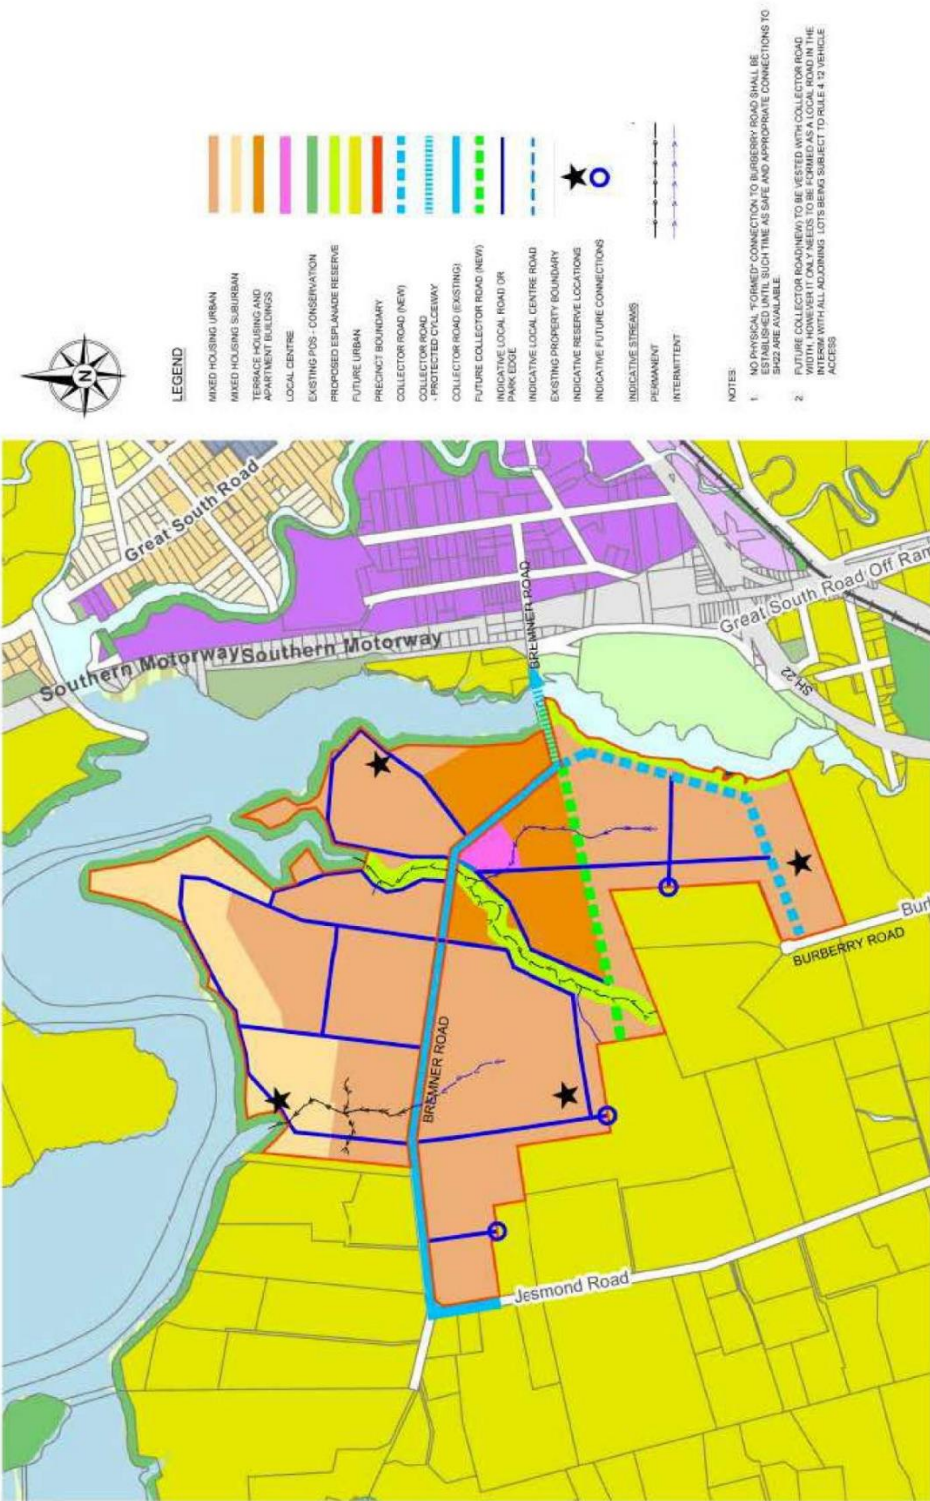 N
LEGEND
MIXED HOUSING URBAN
MIXED HOUSING SUBURBAN
TERRACE HOUSING AND
APARTMENT BUILDINGS
LOCAL CENTRE
EXISTING POS - CONSERVATION
PROPOSED ESPLANADE RESERVE
FUTURE URBAN
PRECINCT BOUNDARY
COLLECTOR ROAD (NEW)
COLLECTOR ROAD
- PROTECTED CYLCEWAY
COLLECTOR ROAD (EXISTING)
FUTURE COLLECTOR ROAD (NEW)
INDICATIVE LOCAL ROAD OR
PARK EDGE
INDICATIVE LOCAL CENTRE ROAD
EXISTING PROPERTY BOUNDARY
INDICATIVE RESERVE LOCATIONS
INDICATIVE FUTURE CONNECTIONS
INDICATIVE STREAMS
PERMANENT
INTERMITTENT
NOTES:
1. NO PHYSICAL "FORMED" CONNECTION TO BURBERRY ROAD SHALL BE
ESTABLISHED UNTIL SUCH TIME AS SAFE AND APPROPRIATE CONNECTIONS TO
SH22 ARE AVAILABLE.
2. FUTURE COLLECTOR ROAD(NEW) TO BE VESTED WITH COLLECTOR ROAD
WIDTH, HOWEVER IT ONLY NEEDS TO BE FORMED AS A LOCAL ROAD IN THE
INTERIM WITH ALL ADJOINING LOTS BEING SUBJECT TO RULE 4.12 VEHICLE
ACCESS
Great South Road
Southern Motorway
Southern Motorway
BREMNER ROAD
Great South Road Off Ram
SH 22
BREMNER ROAD
BURBERRY ROAD
Burl
Jesmond Road